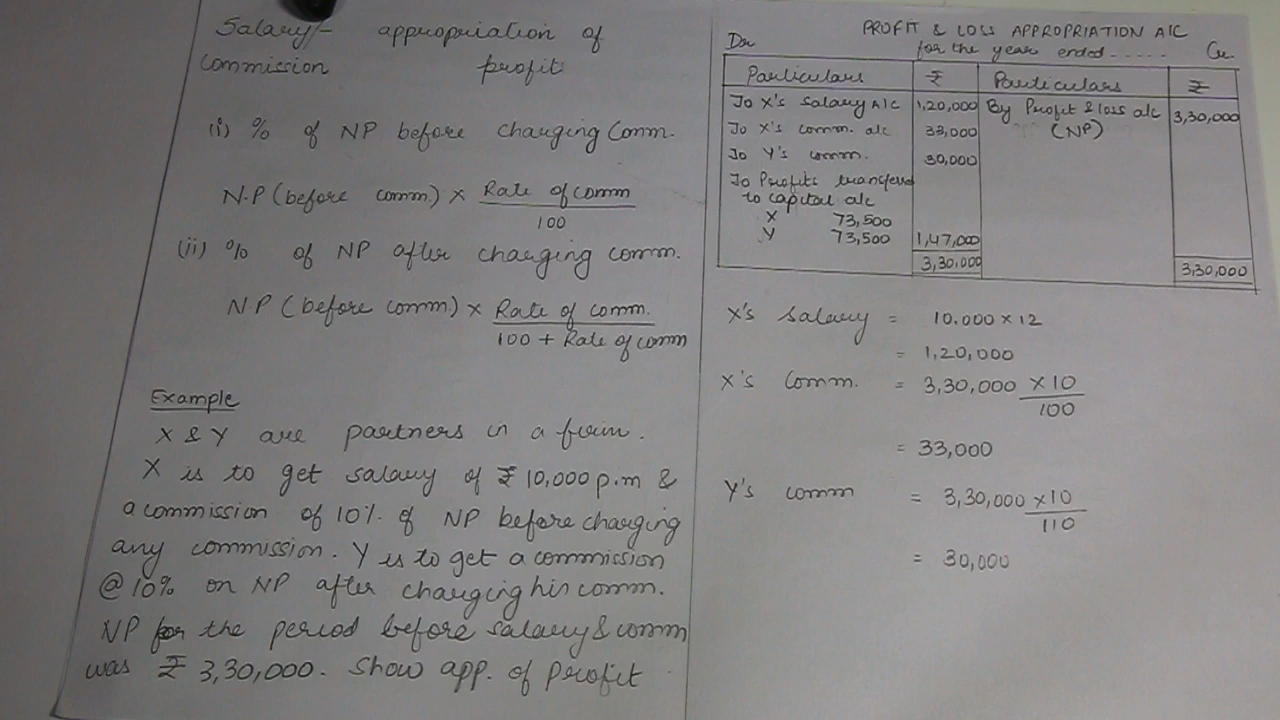 Salary/- appropriation of
commission profit
(i) % of NP before charging Comm.
N.P (before comm.) x Rate of comm
100
(ii) % of NP after charging comm.
NP (before comm.) x Rate of comm.
100 + Rate of comm
Example
X & Y are partners in a firm.
X is to get salary of ₹ 10,000 p.m &
a commission of 10% of NP before charging
any commission. Y is to get a commission
@ 10% on NP after charging his comm.
NP for the period before salary & comm
was ₹ 3,30,000. Show app. of profit
PROFIT & LOSS APPROPRIATION A/C
Dr. for the year ended ..... Cr.
Particulars ₹ Particulars ₹
To X's Salary A/C 1,20,000 By Profit & loss a/c 3,30,000
To X's comm. a/c 33,000 (NP)
To Y's comm. 30,000
To Profits transferred
to capital a/c
X 73,500
Y 73,500 1,47,000
3,30,000 3,30,000
X's salary = 10.000 x 12
= 1,20,000
X's Comm. = 3,30,000 x 10
100
= 33,000
Y's comm = 3,30,000 x 10
110
= 30,000